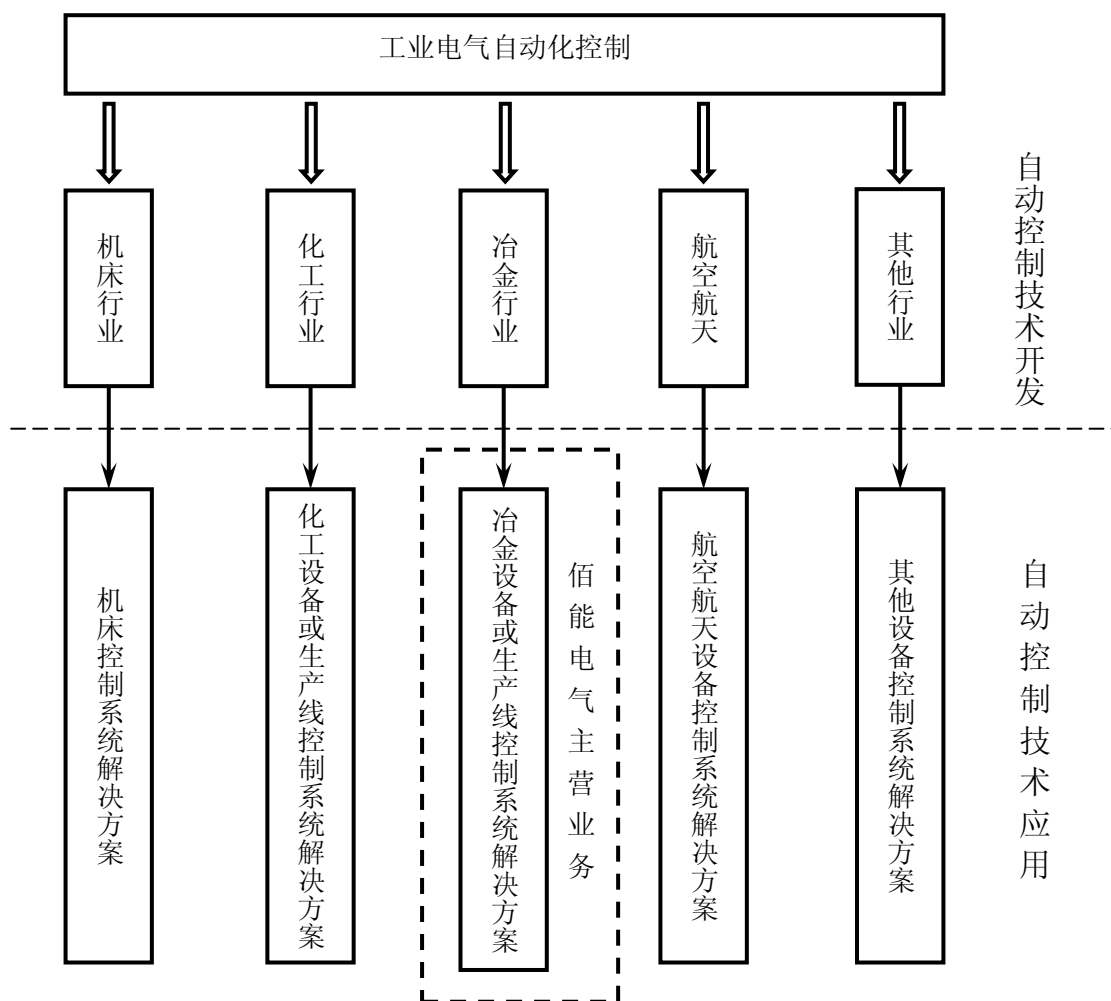 工业电气自动化控制
机床行业
化工行业
冶金行业
航空航天
其他行业
自动控制技术开发
机床控制系统解决方案
化工设备或生产线控制系统解决方案
冶金设备或生产线控制系统解决方案
佰能电气主营业务
航空航天设备控制系统解决方案
其他设备控制系统解决方案
自动控制技术应用